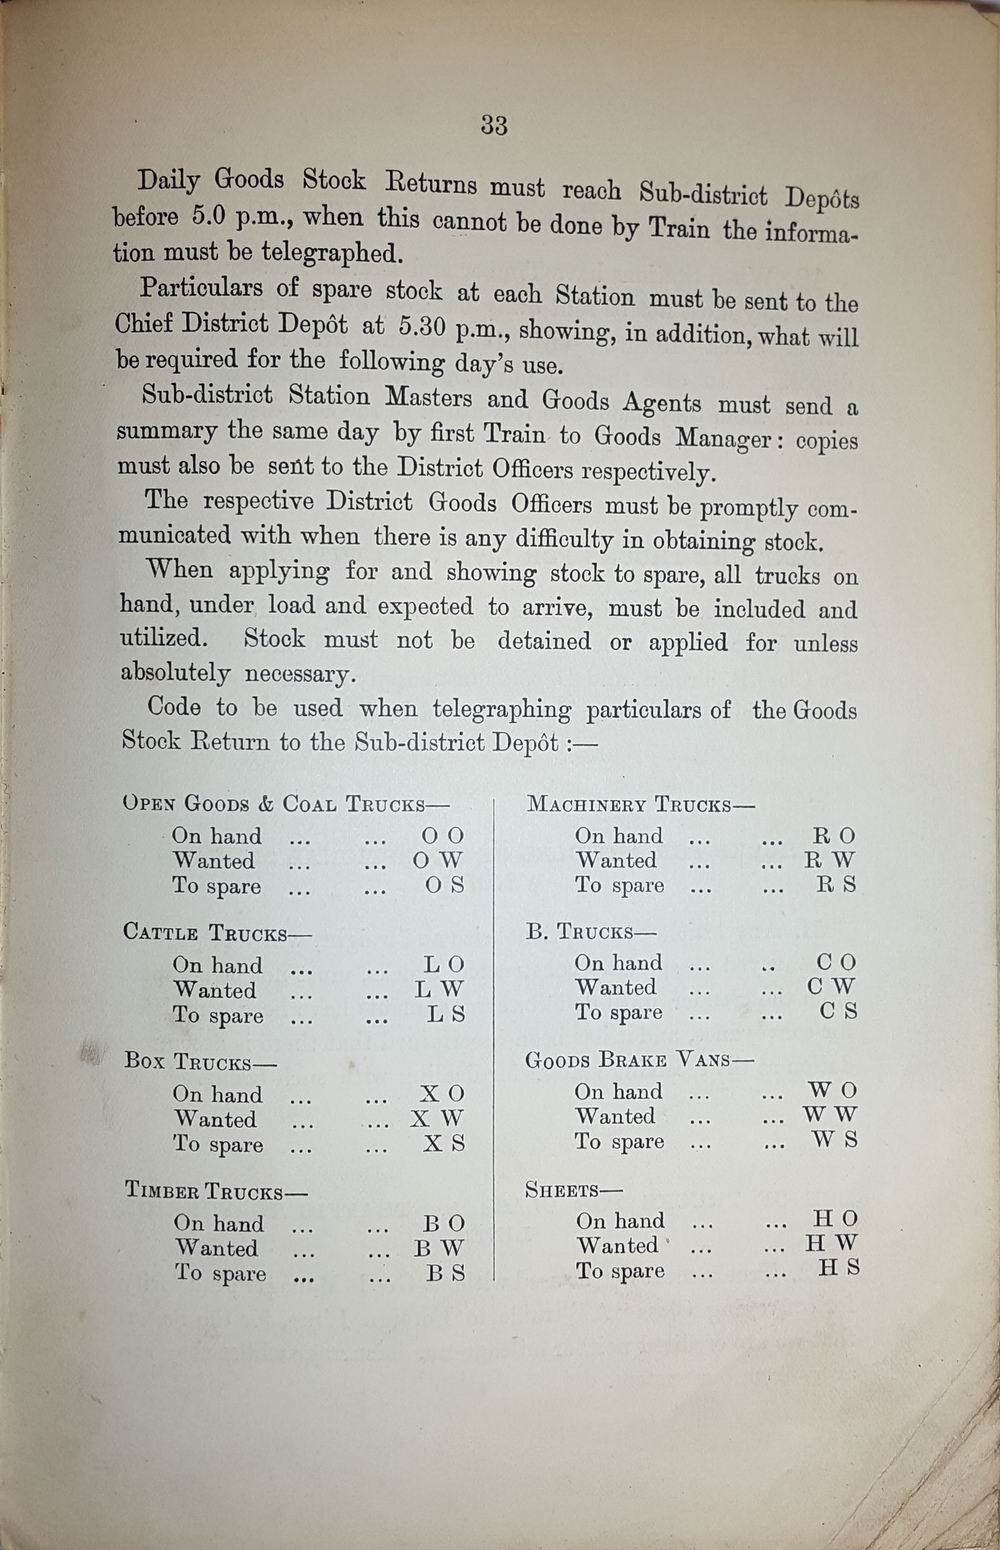 33
Daily Goods Stock Returns must reach Sub-district Depôts
before 5.0 p.m., when this cannot be done by Train the informa-
tion must be telegraphed.
Particulars of spare stock at each Station must be sent to the
Chief District Depôt at 5.30 p.m., showing, in addition, what will
be required for the following day's use.
Sub-district Station Masters and Goods Agents must send a
summary the same day by first Train to Goods Manager: copies
must also be sent to the District Officers respectively.
The respective District Goods Officers must be promptly com-
municated with when there is any difficulty in obtaining stock.
When applying for and showing stock to spare, all trucks on
hand, under load and expected to arrive, must be included and
utilized. Stock must not be detained or applied for unless
absolutely necessary.
Code to be used when telegraphing particulars of the Goods
Stock Return to the Sub-district Depôt :—
OPEN GOODS & COAL TRUCKS—
On hand ... ... O O
Wanted ... ... O W
To spare ... ... O S
CATTLE TRUCKS—
On hand ... ... L O
Wanted ... ... L W
To spare ... ... L S
BOX TRUCKS—
On hand ... ... X O
Wanted ... ... X W
To spare ... ... X S
TIMBER TRUCKS—
On hand ... ... B O
Wanted ... ... B W
To spare ... ... B S
MACHINERY TRUCKS—
On hand ... ... R O
Wanted ... ... R W
To spare ... ... R S
B. TRUCKS—
On hand ... .. C O
Wanted ... ... C W
To spare ... ... C S
GOODS BRAKE VANS—
On hand ... ... W O
Wanted ... ... W W
To spare ... ... W S
SHEETS—
On hand ... ... H O
Wanted ... ... H W
To spare ... ... H S